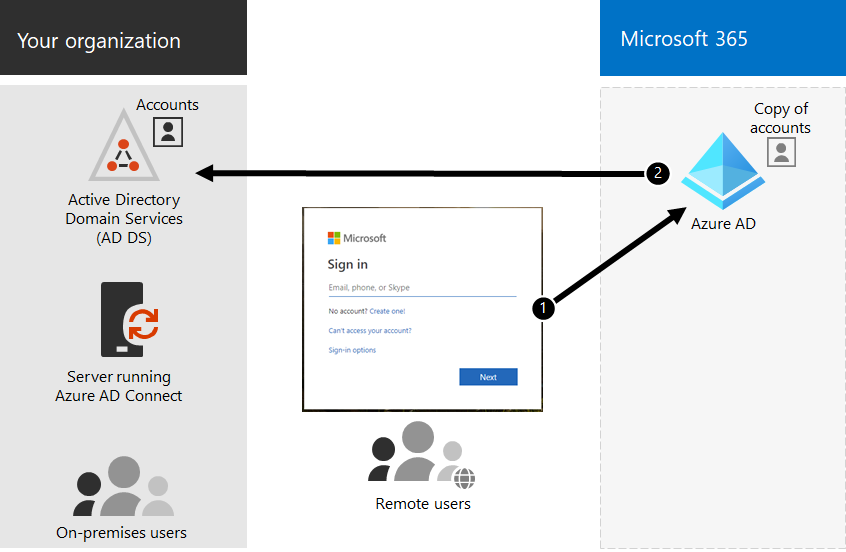 Your organization
Microsoft 365
Accounts
Active Directory
Domain Services
(AD DS)
Server running
Azure AD Connect
On-premises users
Microsoft
Sign in
Email, phone, or Skype
No account? Create one!
Can't access your account?
Sign-in options
Next
1
Remote users
2
Copy of
accounts
Azure AD